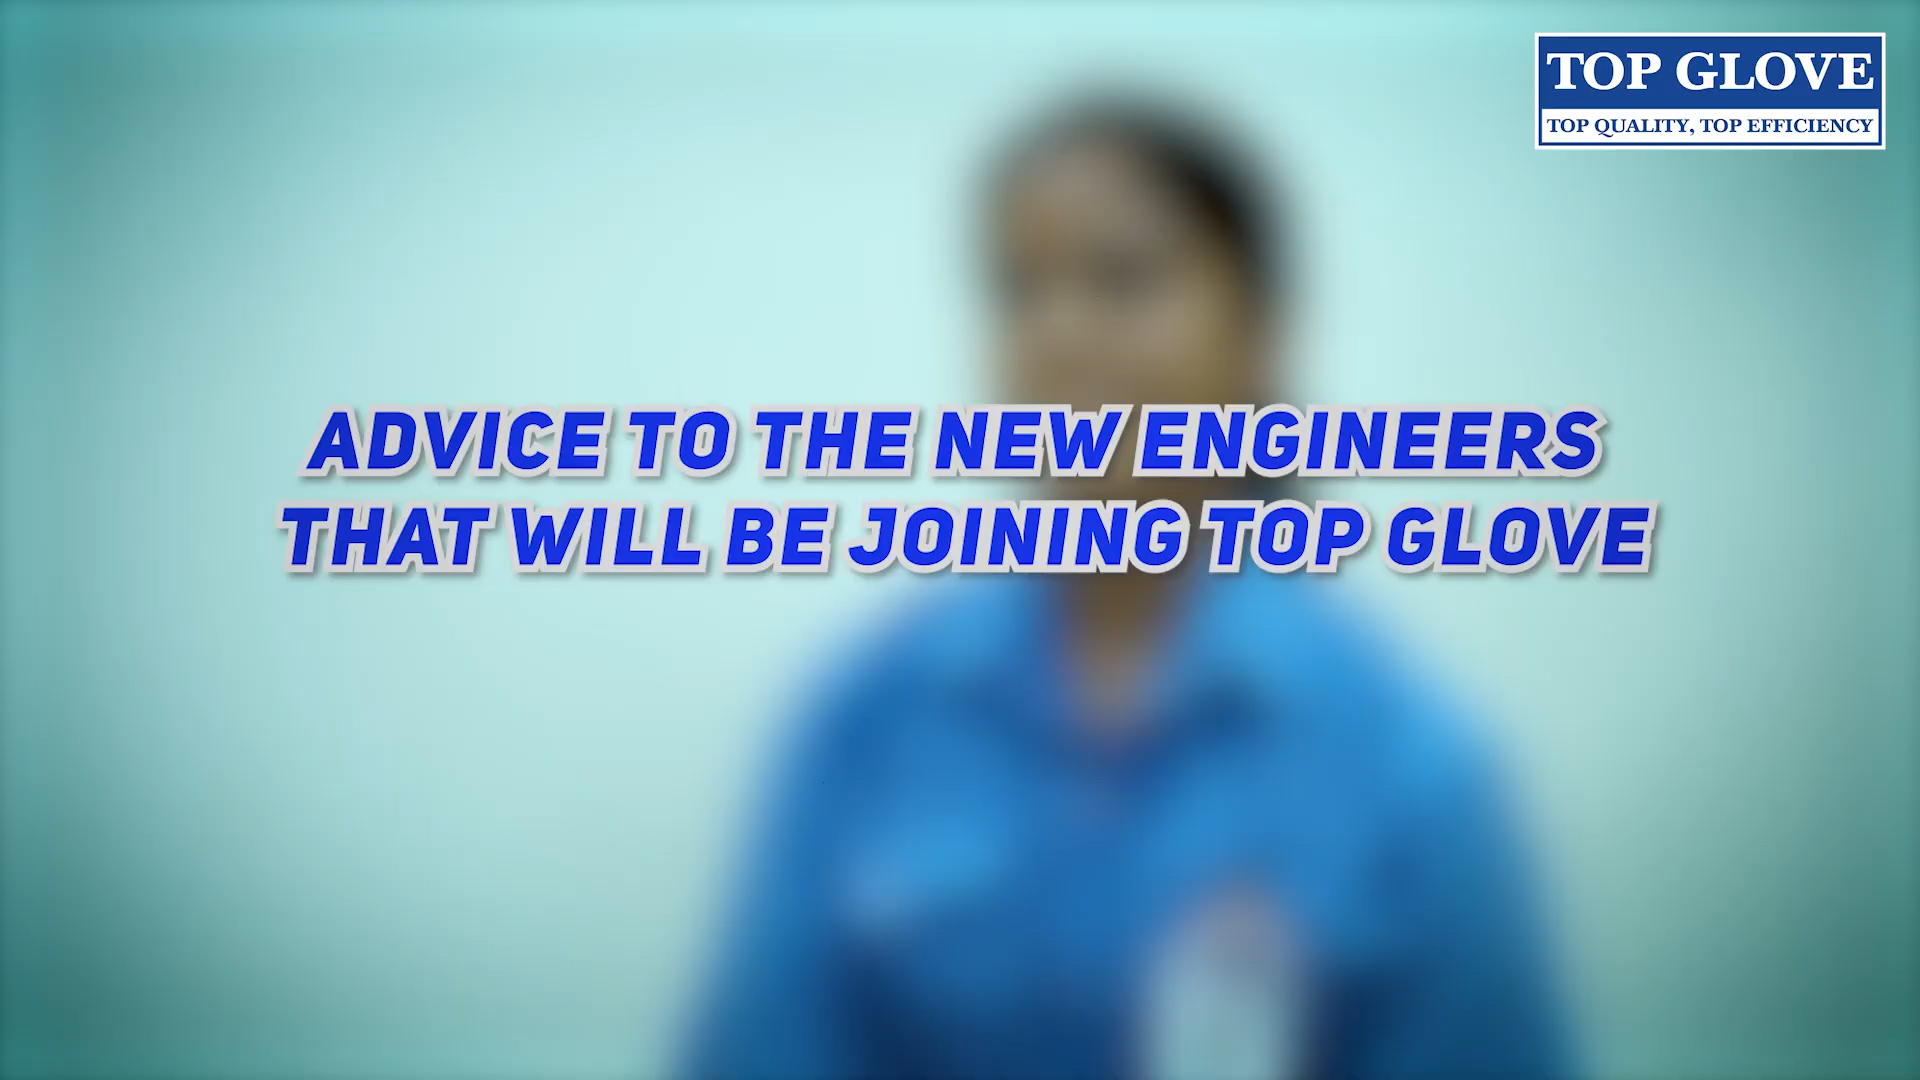 TOP GLOVE
TOP QUALITY, TOP EFFICIENCY
ADVICE TO THE NEW ENGINEERS
THAT WILL BE JOINING TOP GLOVE